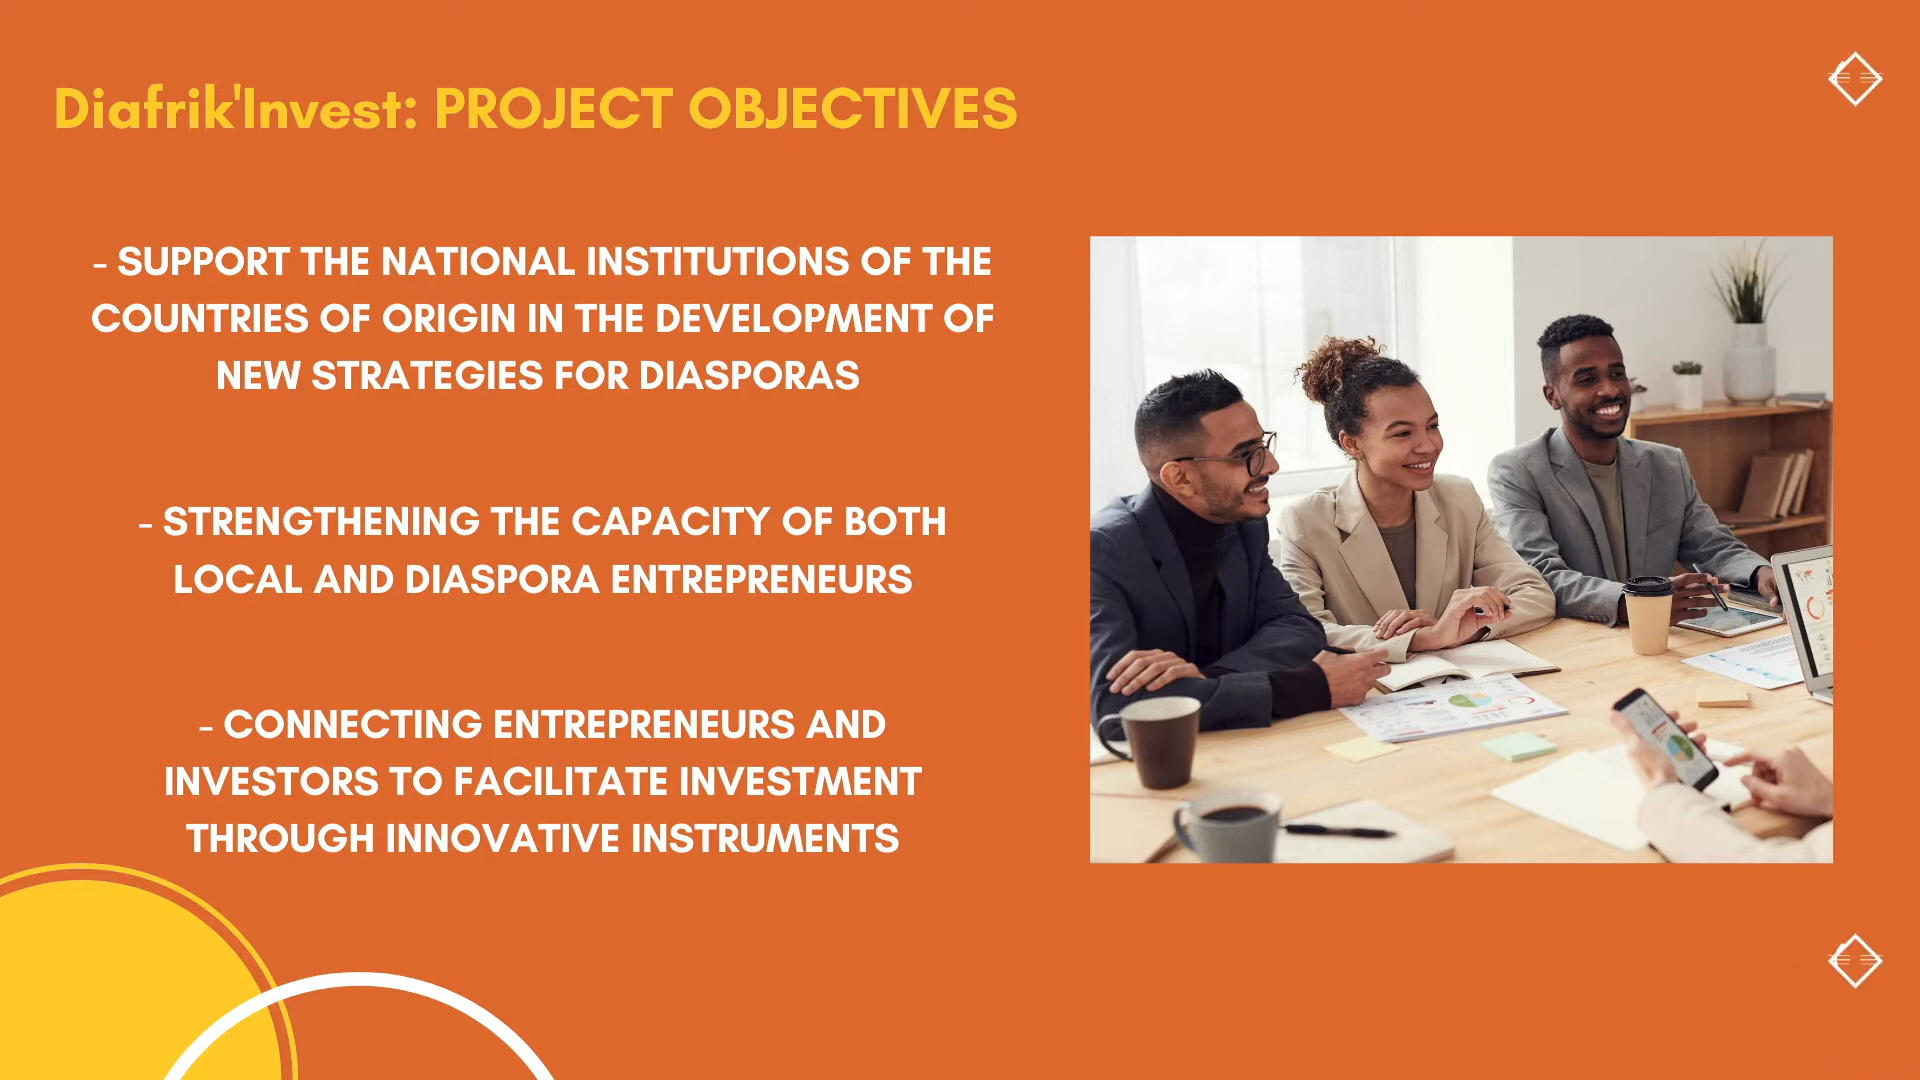 Diafrik'Invest: PROJECT OBJECTIVES
- SUPPORT THE NATIONAL INSTITUTIONS OF THE
COUNTRIES OF ORIGIN IN THE DEVELOPMENT OF
NEW STRATEGIES FOR DIASPORAS
- STRENGTHENING THE CAPACITY OF BOTH
LOCAL AND DIASPORA ENTREPRENEURS
- CONNECTING ENTREPRENEURS AND
INVESTORS TO FACILITATE INVESTMENT
THROUGH INNOVATIVE INSTRUMENTS